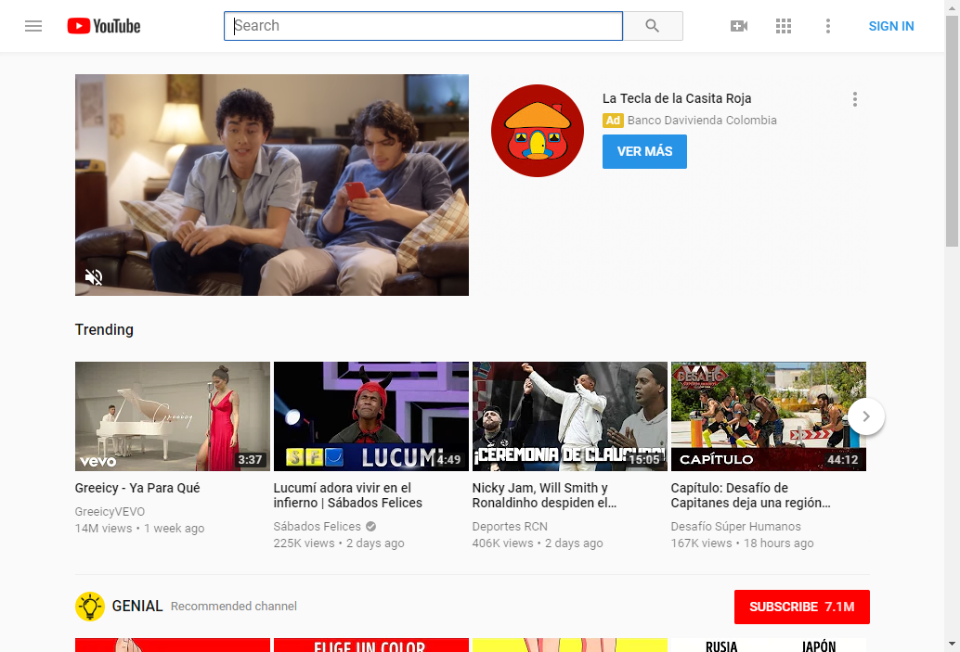 YouTube
Search
SIGN IN
La Tecla de la Casita Roja
Ad Banco Davivienda Colombia
VER MÁS
Trending
Greeicy
vevo
3:37
SF LUCUMÍ
4:49
¡CEREMONIA DE CLAUSURA!
15:05
DESAFÍO
CAPÍTULO
44:12
Greeicy - Ya Para Qué
GreeicyVEVO
14M views • 1 week ago
Lucumí adora vivir en el
infierno | Sábados Felices
Sábados Felices
225K views • 2 days ago
Nicky Jam, Will Smith y
Ronaldinho despiden el...
Deportes RCN
406K views • 2 days ago
Capítulo: Desafío de
Capitanes deja una región...
Desafío Súper Humanos
167K views • 18 hours ago
GENIAL Recommended channel
SUBSCRIBE 7.1M
ELIGE UN COLOR
RUSIA JAPÓN